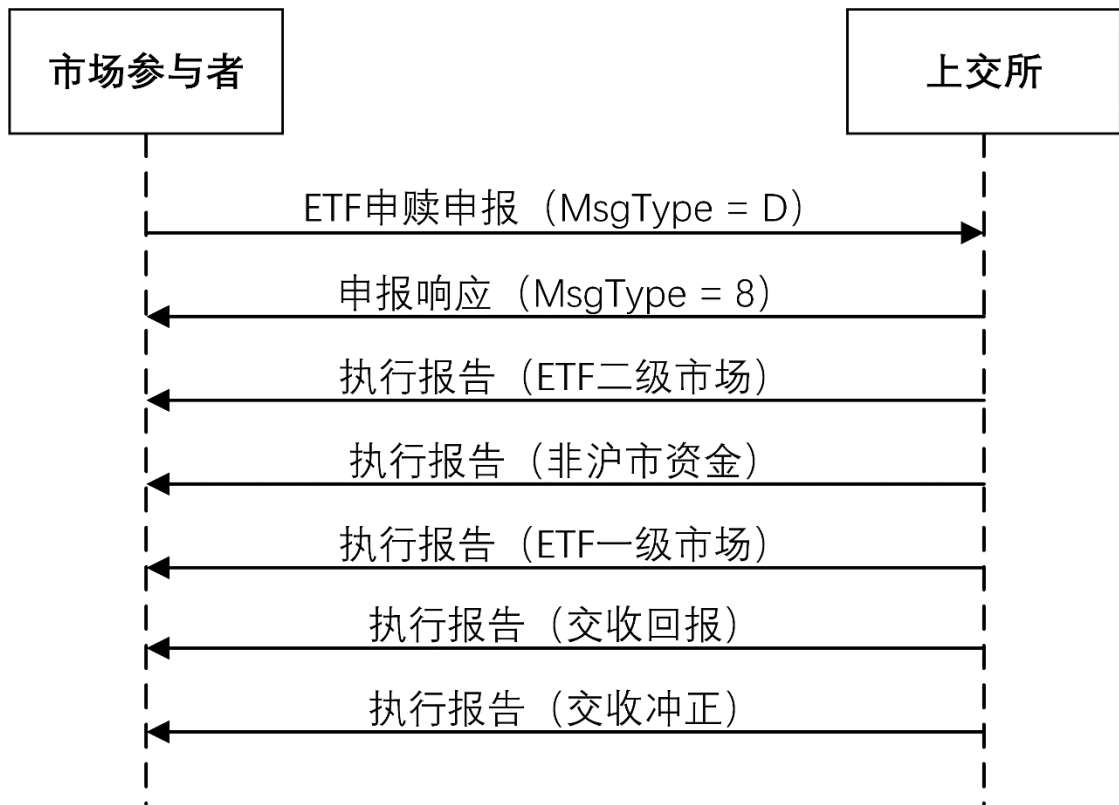 市场参与者
上交所
ETF申赎申报（MsgType = D）
申报响应（MsgType = 8）
执行报告（ETF二级市场）
执行报告（非沪市资金）
执行报告（ETF一级市场）
执行报告（交收回报）
执行报告（交收冲正）